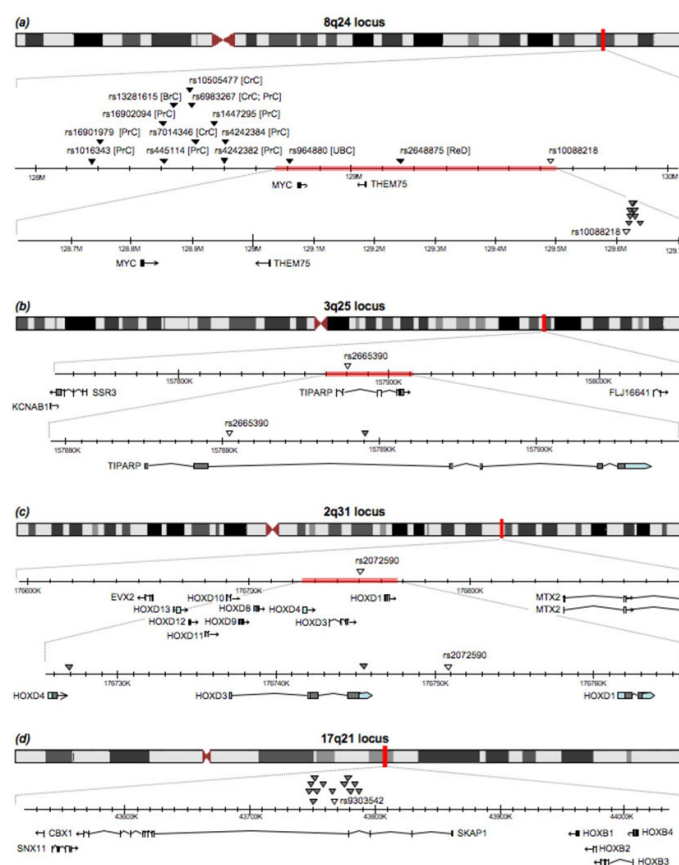 (a) 8q24 locus
rs10505477 [CrC]
rs13281615 [BrC] rs6983267 [CrC; PrC]
rs16902094 [PrC] rs1447295 [PrC]
rs16901979 [PrC] rs7014346 [CrC] rs4242384 [PrC]
rs1016343 [PrC] rs445114 [PrC] rs4242382 [PrC] rs964880 [UBC] rs2648875 [ReD] rs10088218
128M 129M 130M
MYC THEM75
rs10088218
128.7M 128.8M 128.9M 129M 129.1M 129.2M 129.3M 129.4M 129.5M 129.6M 129.7
MYC THEM75
(b) 3q25 locus
rs2665390
157800K 157900K 158000K
SSR3 TIPARP FLJ16641
KCNAB1
rs2665390
157880K 157880K 157890K 157900K
TIPARP
(c) 2q31 locus
rs2072590
176600K 176700K 176800K
EVX2 HOXD10 HOXD1 MTX2
HOXD13 HOXD8 HOXD4 MTX2
HOXD12 HOXD9 HOXD3
HOXD11
rs2072590
176730K 176740K 176750K 176760K
HOXD4 HOXD3 HOXD1
(d) 17q21 locus
rs9303542
43600K 43700K 43800K 43900K 44000K
CBX1 SKAP1 HOXB1 HOXB4
SNX11 HOXB2
HOXB3